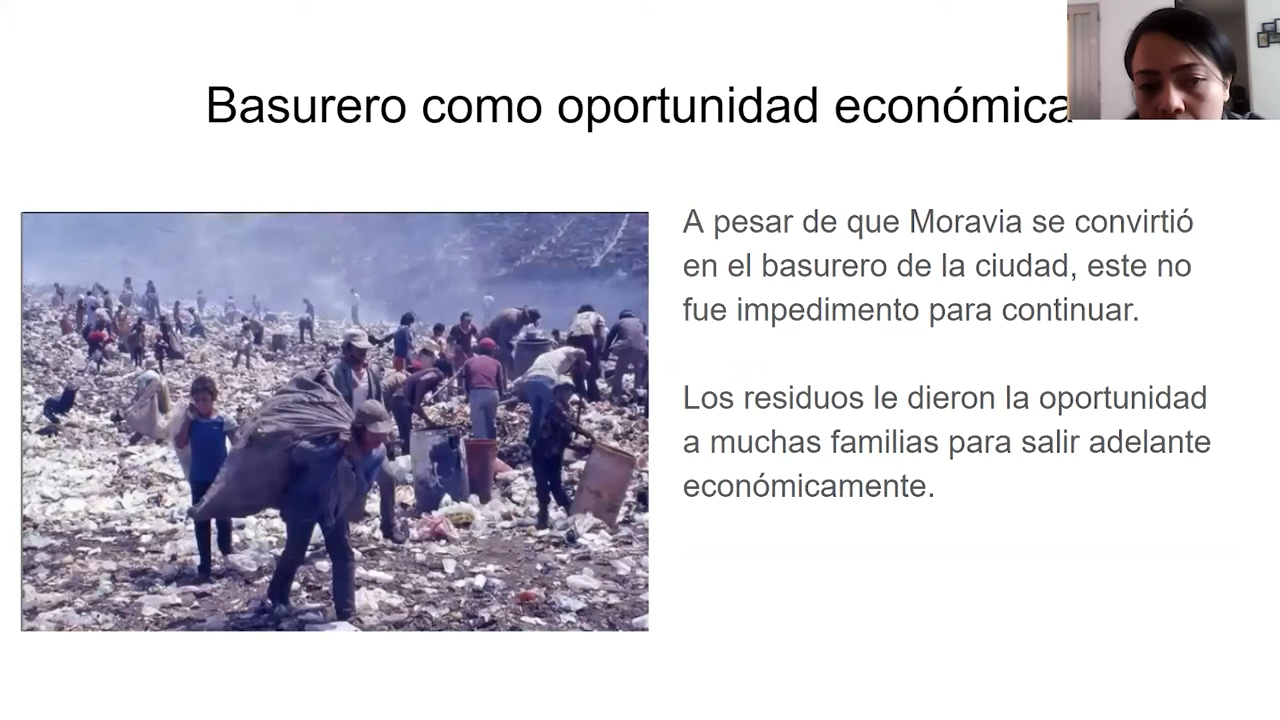 Basurero como oportunidad económica
A pesar de que Moravia se convirtió
en el basurero de la ciudad, este no
fue impedimento para continuar.
Los residuos le dieron la oportunidad
a muchas familias para salir adelante
económicamente.